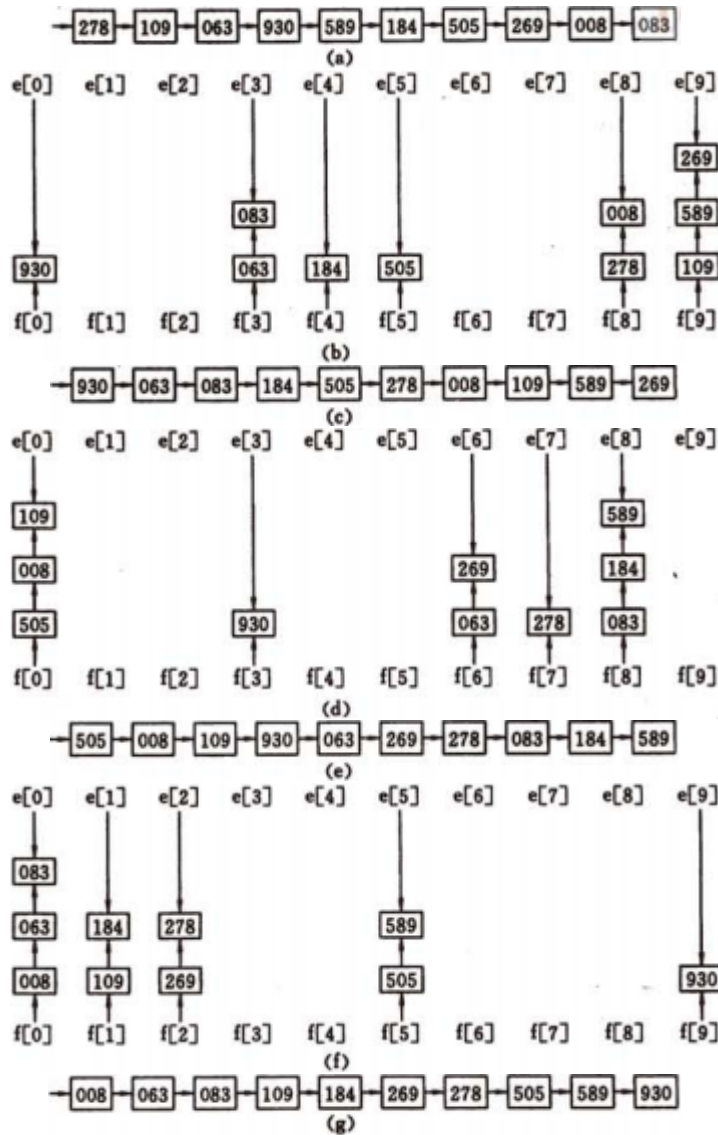 278 109 063 930 589 184 505 269 008 083
(a)
e[0] e[1] e[2] e[3] e[4] e[5] e[6] e[7] e[8] e[9]
269
083 008 589
930 063 184 505 278 109
f[0] f[1] f[2] f[3] f[4] f[5] f[6] f[7] f[8] f[9]
(b)
930 063 083 184 505 278 008 109 589 269
(c)
e[0] e[1] e[2] e[3] e[4] e[5] e[6] e[7] e[8] e[9]
109 589
008 269 184
505 930 063 278 083
f[0] f[1] f[2] f[3] f[4] f[5] f[6] f[7] f[8] f[9]
(d)
505 008 109 930 063 269 278 083 184 589
(e)
e[0] e[1] e[2] e[3] e[4] e[5] e[6] e[7] e[8] e[9]
083
063 184 278 589
008 109 269 505 930
f[0] f[1] f[2] f[3] f[4] f[5] f[6] f[7] f[8] f[9]
(f)
008 063 083 109 184 269 278 505 589 930
(g)